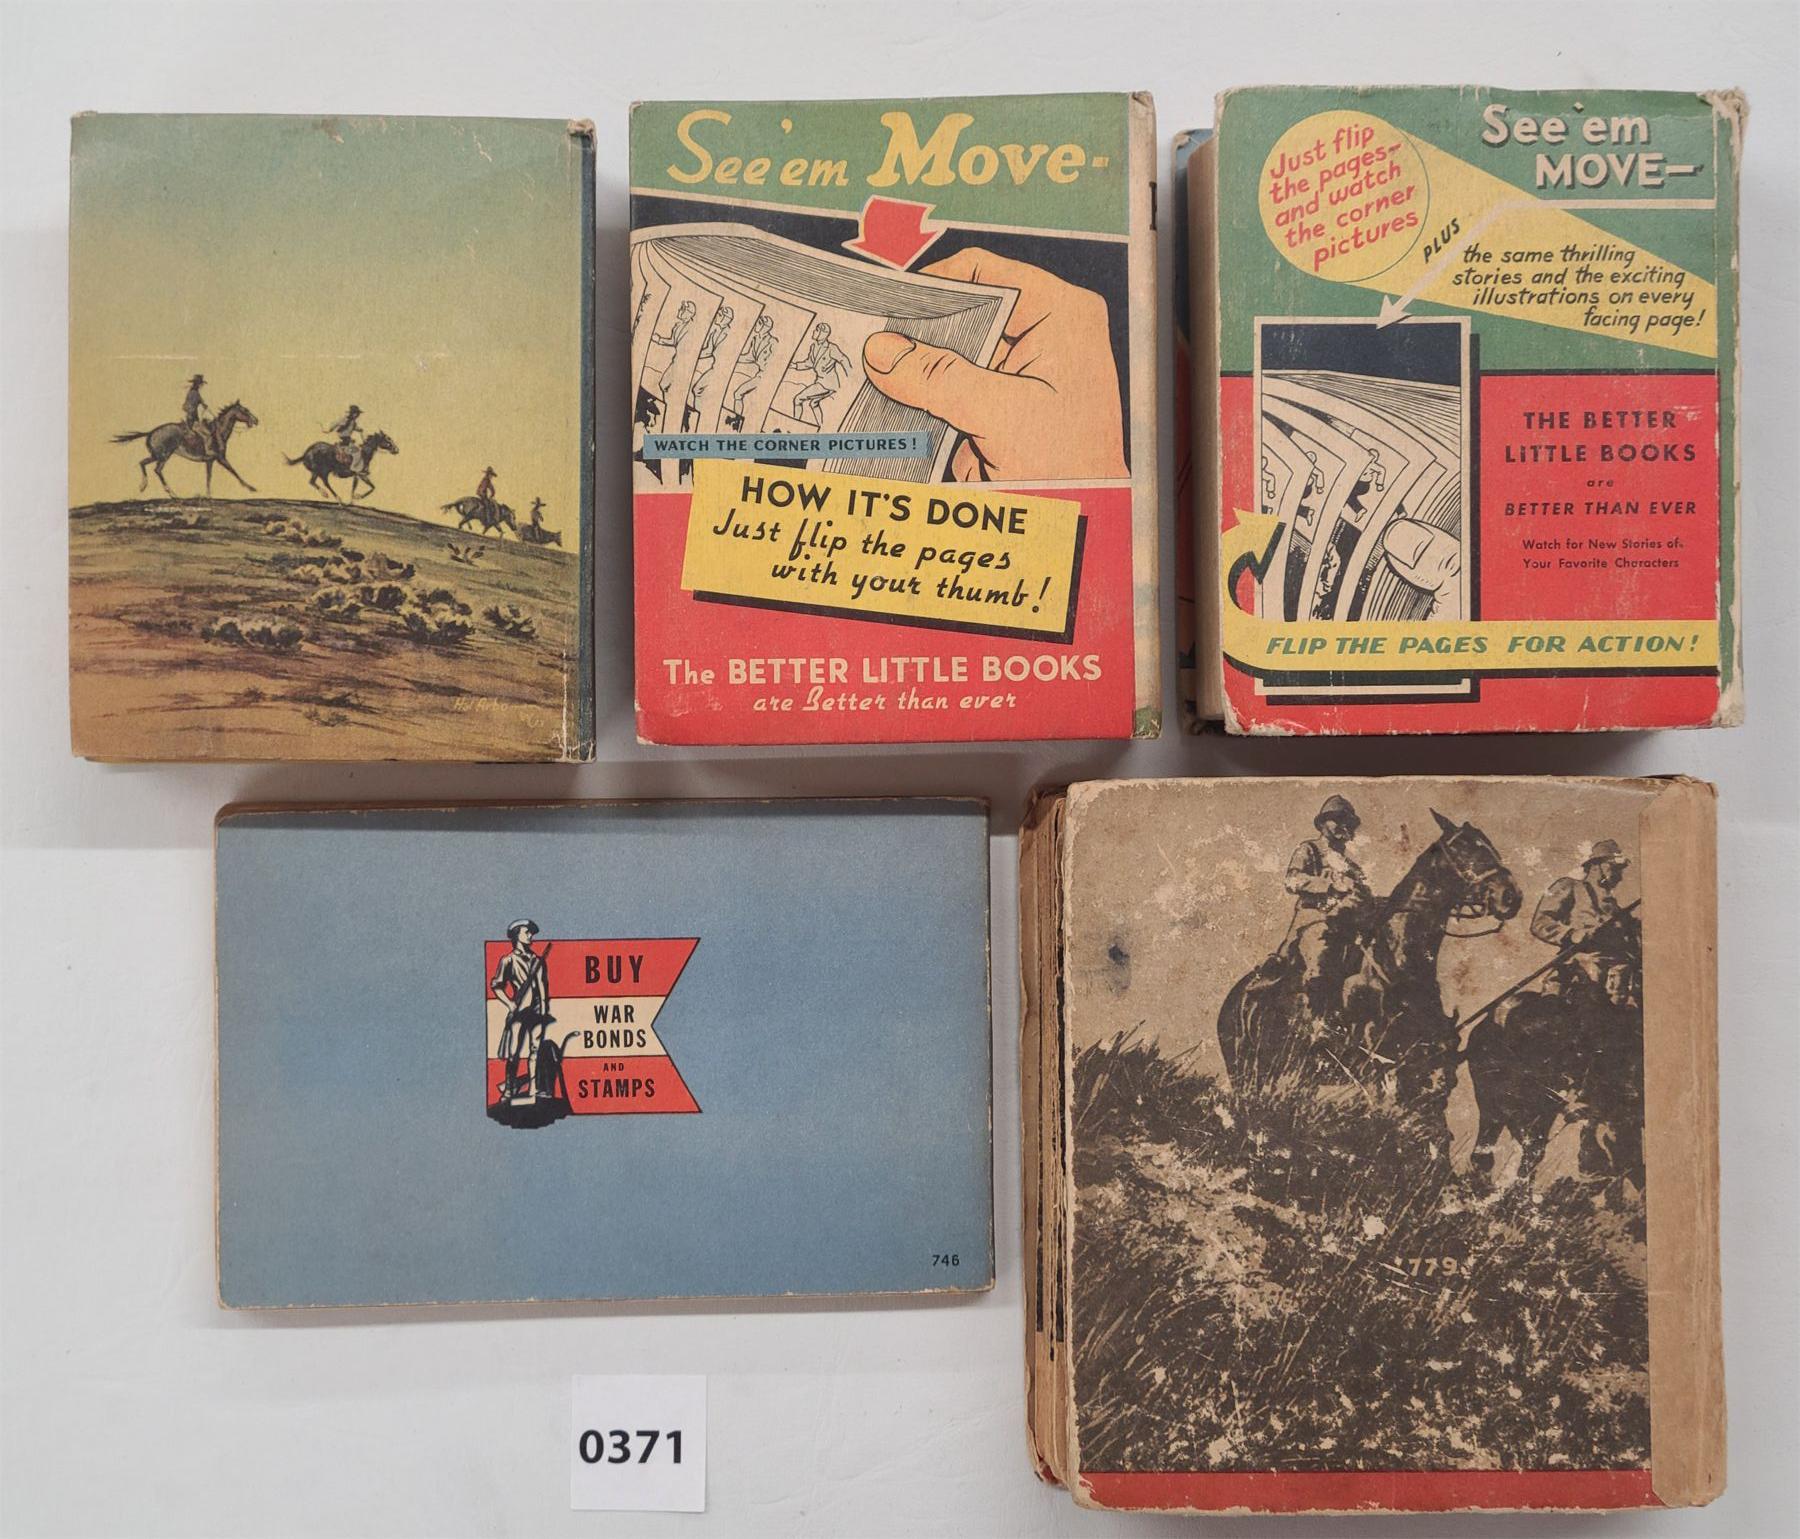 See 'em Move-
WATCH THE CORNER PICTURES!
HOW IT'S DONE
Just flip the pages
with your thumb!
The BETTER LITTLE BOOKS
are Better than ever
Just flip
the pages-
and watch
the corner
pictures
See 'em
MOVE—
PLUS
the same thrilling
stories and the exciting
illustrations on every
facing page!
THE BETTER
LITTLE BOOKS
are
BETTER THAN EVER
Watch for New Stories of
Your Favorite Characters
FLIP THE PAGES FOR ACTION!
BUY
WAR
BONDS
AND
STAMPS
746
779
0371